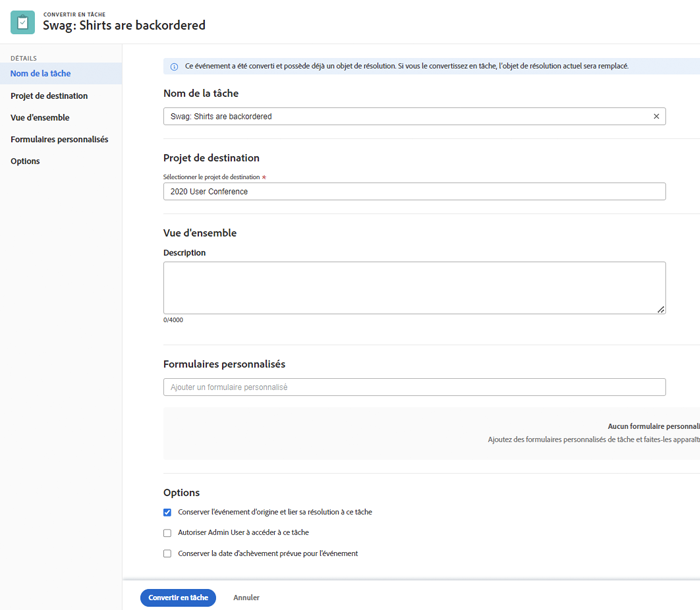 CONVERTIR EN TÂCHE
Swag: Shirts are backordered
DÉTAILS
Nom de la tâche
Projet de destination
Vue d'ensemble
Formulaires personnalisés
Options
Ce événement a été converti et possède déjà un objet de résolution. Si vous le convertissez en tâche, l'objet de résolution actuel sera remplacé.
Nom de la tâche
Swag: Shirts are backordered
Projet de destination
Sélectionner le projet de destination *
2020 User Conference
Vue d'ensemble
Description
0/4000
Formulaires personnalisés
Ajouter un formulaire personnalisé
Aucun formulaire personnali
Ajoutez des formulaires personnalisés de tâche et faites-les apparaît
Options
Conserver l'événement d'origine et lier sa résolution à ce tâche
Autoriser Admin User à accéder à ce tâche
Conserver la date d'achèvement prévue pour l'événement
Convertir en tâche
Annuler